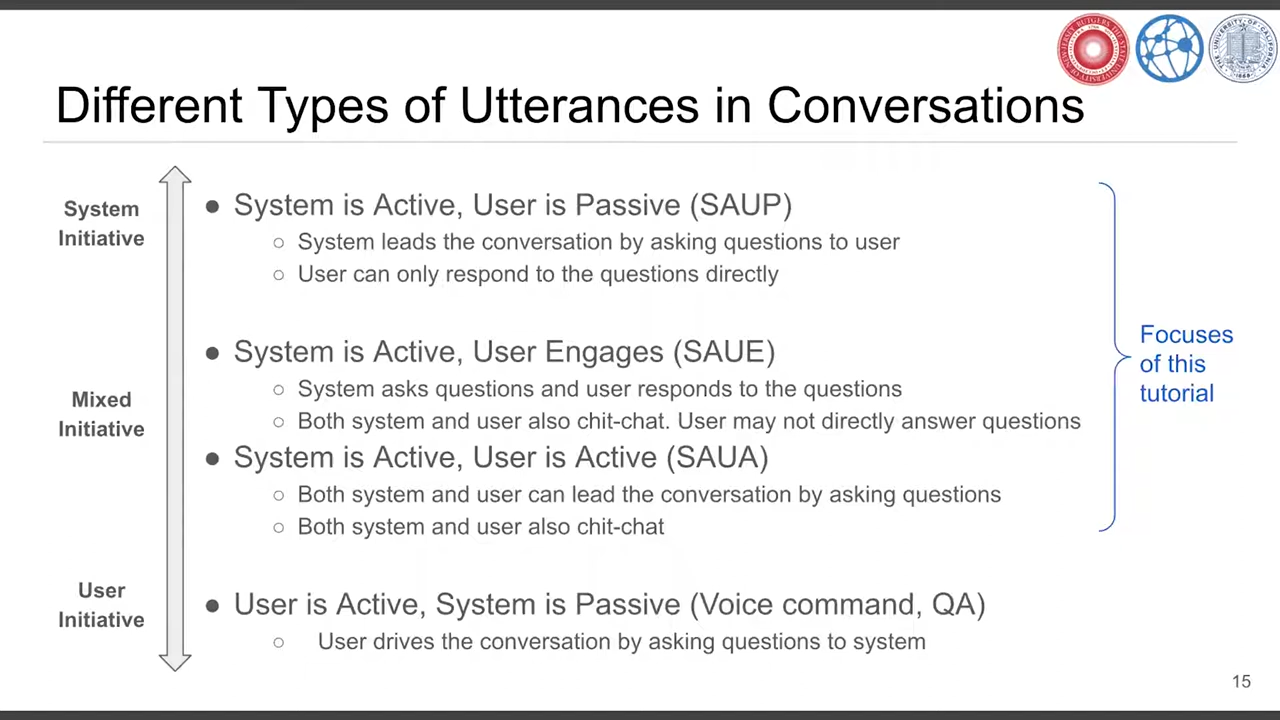 Different Types of Utterances in Conversations
System
Initiative
● System is Active, User is Passive (SAUP)
○ System leads the conversation by asking questions to user
○ User can only respond to the questions directly
Mixed
Initiative
● System is Active, User Engages (SAUE)
○ System asks questions and user responds to the questions
○ Both system and user also chit-chat. User may not directly answer questions
● System is Active, User is Active (SAUA)
○ Both system and user can lead the conversation by asking questions
○ Both system and user also chit-chat
Focuses
of this
tutorial
User
Initiative
● User is Active, System is Passive (Voice command, QA)
○ User drives the conversation by asking questions to system
15